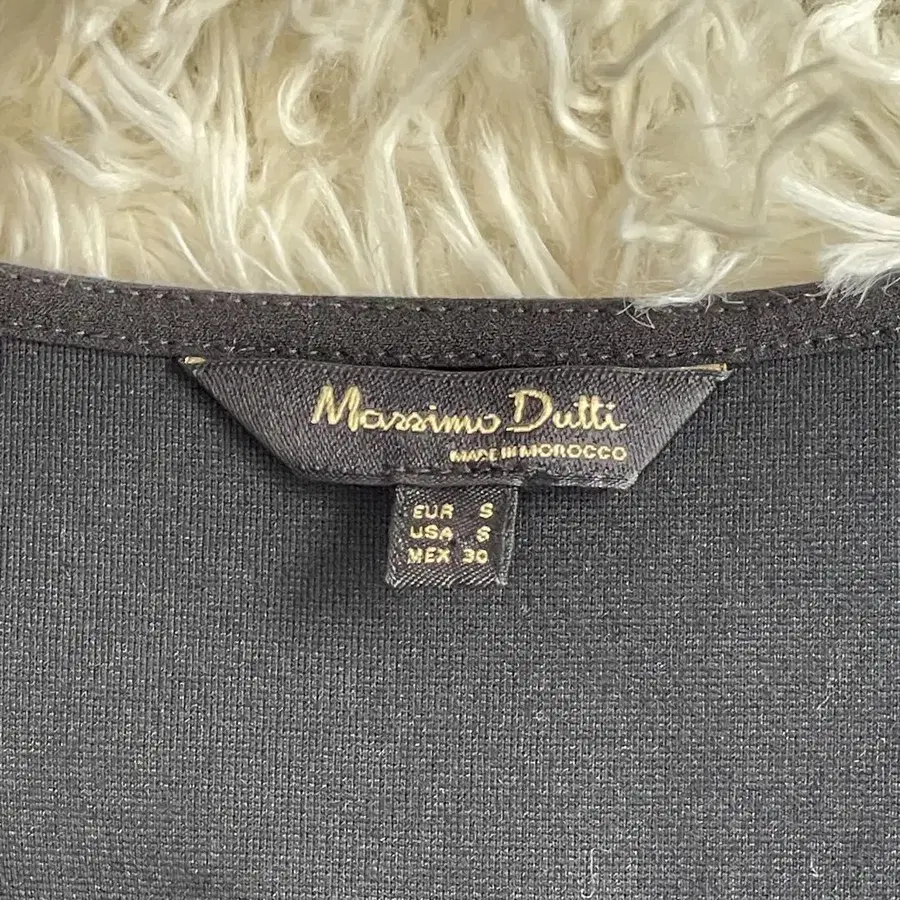 Massimo Dutti
MADE IN MOROCCO
EUR S
USA S
MEX 30